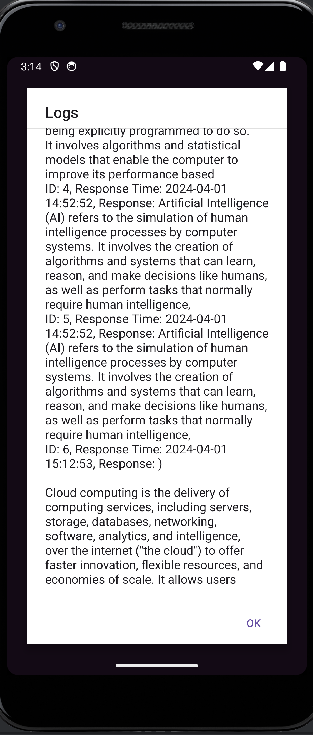 3:14
Logs
being explicitly programmed to do so.
It involves algorithms and statistical
models that enable the computer to
improve its performance based
ID: 4, Response Time: 2024-04-01
14:52:52, Response: Artificial Intelligence
(AI) refers to the simulation of human
intelligence processes by computer
systems. It involves the creation of
algorithms and systems that can learn,
reason, and make decisions like humans,
as well as perform tasks that normally
require human intelligence,
ID: 5, Response Time: 2024-04-01
14:52:52, Response: Artificial Intelligence
(AI) refers to the simulation of human
intelligence processes by computer
systems. It involves the creation of
algorithms and systems that can learn,
reason, and make decisions like humans,
as well as perform tasks that normally
require human intelligence,
ID: 6, Response Time: 2024-04-01
15:12:53, Response: )
Cloud computing is the delivery of
computing services, including servers,
storage, databases, networking,
software, analytics, and intelligence,
over the internet ("the cloud") to offer
faster innovation, flexible resources, and
economies of scale. It allows users
OK